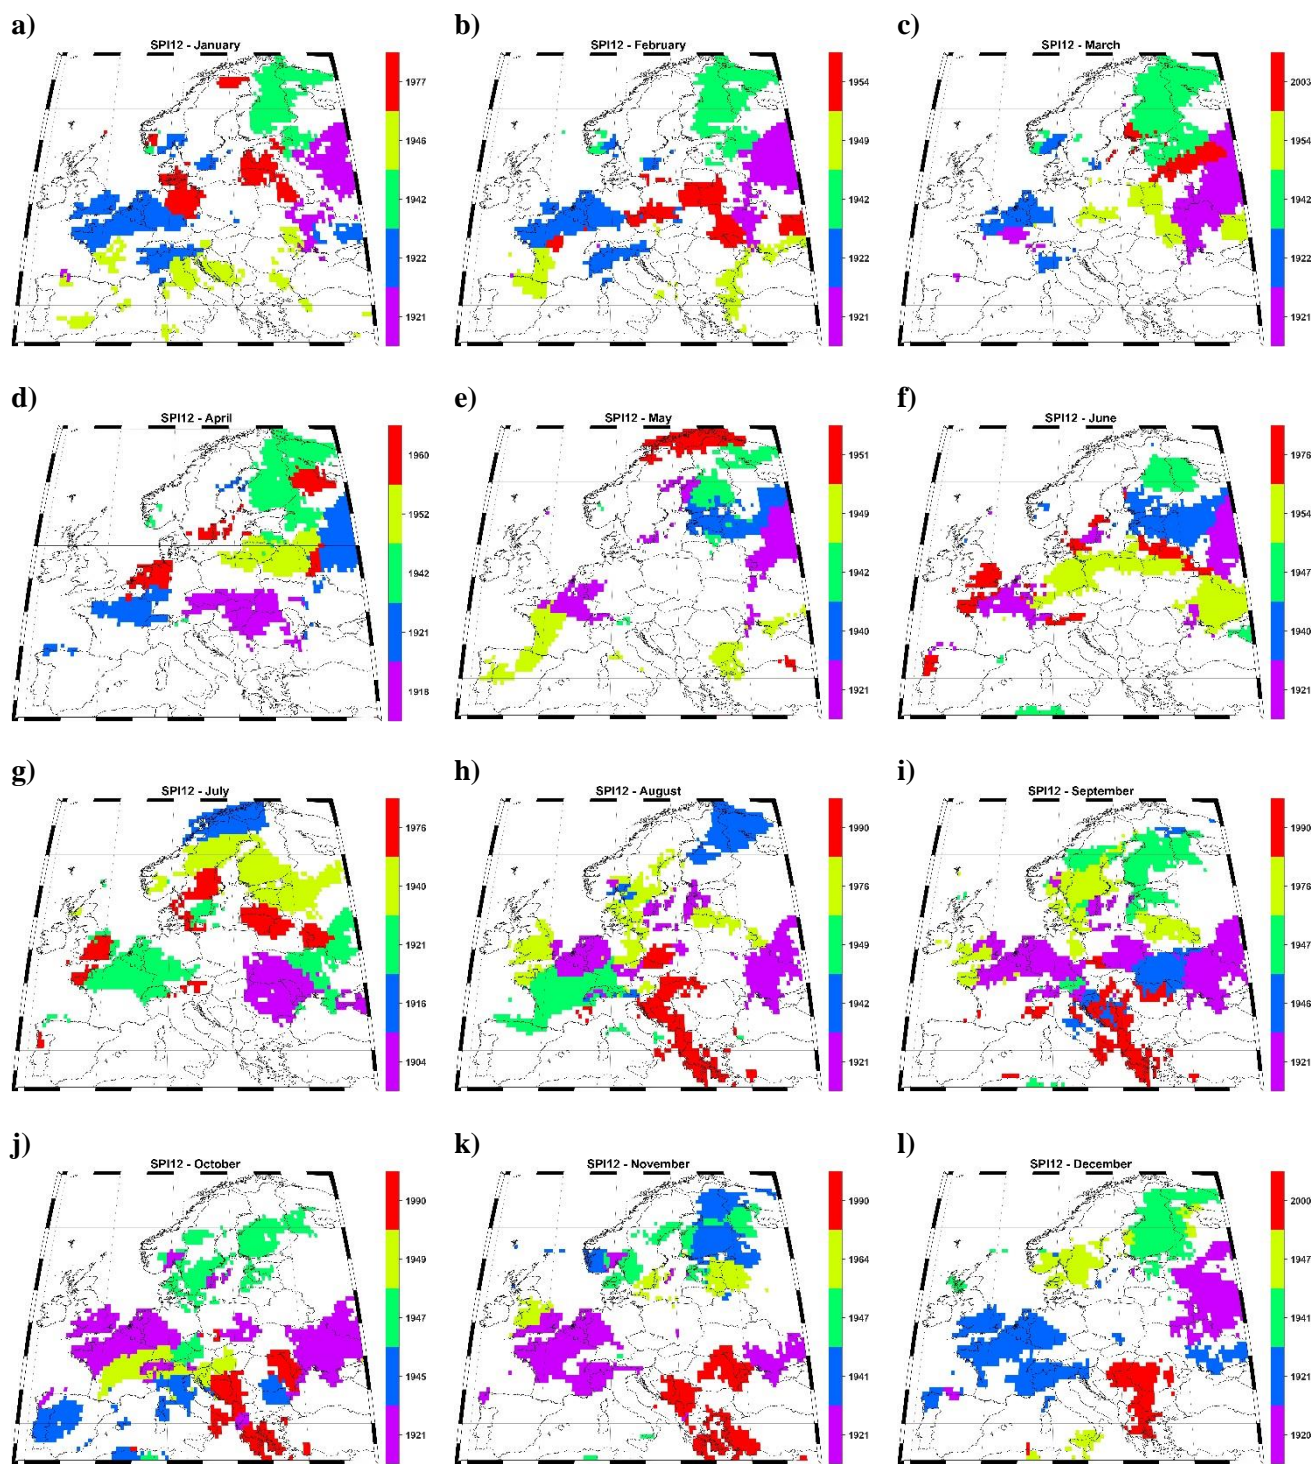 a)
SPI12 - January
1977
1946
1942
1922
1921
b)
SPI12 - February
1954
1949
1942
1922
1921
c)
SPI12 - March
2003
1949
1942
1922
1921
d)
SPI12 - April
1960
1952
1942
1921
1918
e)
SPI12 - May
1951
1949
1942
1940
1921
f)
SPI12 - June
1976
1954
1947
1940
1921
g)
SPI12 - July
1976
1940
1921
1916
1904
h)
SPI12 - August
1990
1976
1949
1942
1921
i)
SPI12 - September
1990
1976
1947
1946
1921
j)
SPI12 - October
1990
1949
1947
1945
1921
k)
SPI12 - November
1990
1964
1947
1941
1921
l)
SPI12 - December
2000
1947
1941
1921
1920